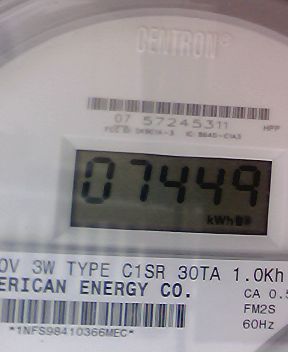 CENTRON®
07 57245311
07449
kWh
0V 3W TYPE C1SR 30TA 1.0Kh
ERICAN ENERGY CO.
CA 0.5
FM2S
60Hz
*1NFS98410366MEC*